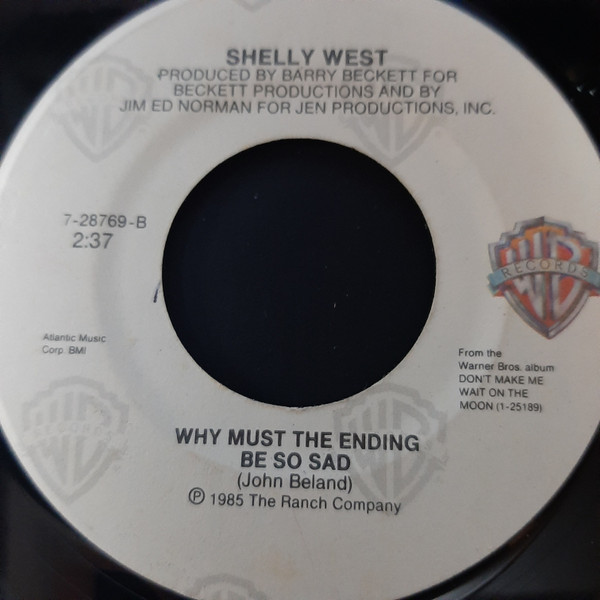 SHELLY WEST
PRODUCED BY BARRY BECKETT FOR
BECKETT PRODUCTIONS AND BY
JIM ED NORMAN FOR JEN PRODUCTIONS, INC.
7-28769-B
2:37
WB
RECORDS
Atlantic Music
Corp. BMI
From the
Warner Bros. album
DON'T MAKE ME
WAIT ON THE
MOON (1-25189)
WHY MUST THE ENDING
BE SO SAD
(John Beland)
Ⓟ 1985 The Ranch Company